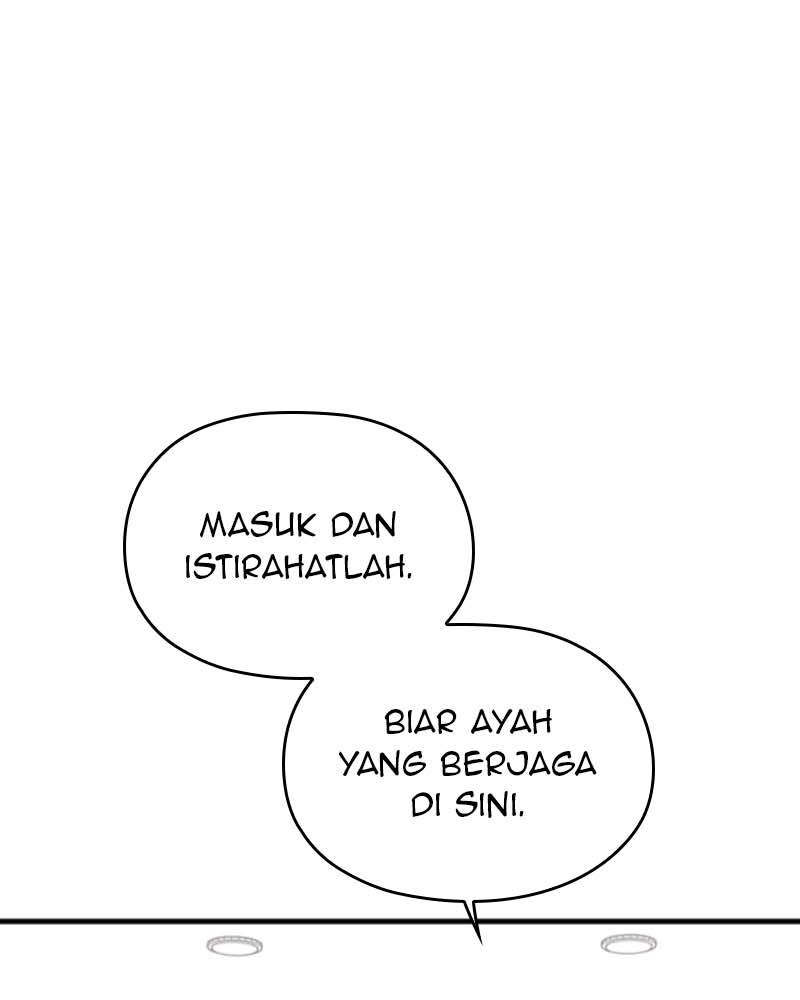 MASUK DAN
ISTIRAHATLAH.
BIAR AYAH
YANG BERJAGA
DI SINI.